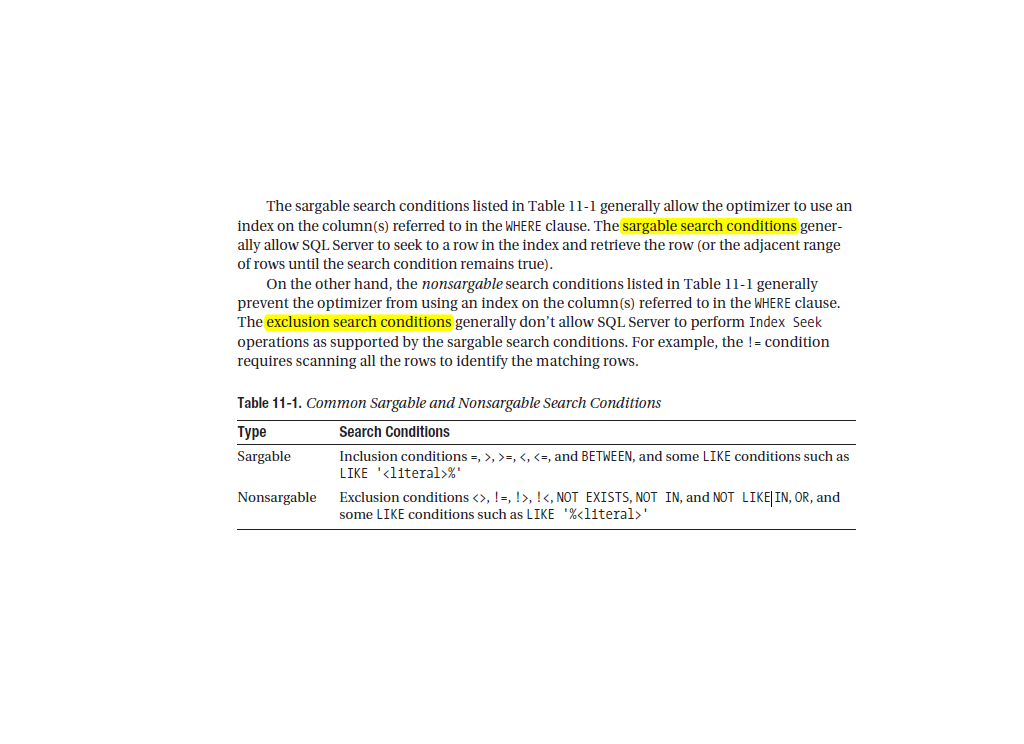 The sargable search conditions listed in Table 11-1 generally allow the optimizer to use an
index on the column(s) referred to in the WHERE clause. The sargable search conditions gener-
ally allow SQL Server to seek to a row in the index and retrieve the row (or the adjacent range
of rows until the search condition remains true).
On the other hand, the nonsargable search conditions listed in Table 11-1 generally
prevent the optimizer from using an index on the column(s) referred to in the WHERE clause.
The exclusion search conditions generally don't allow SQL Server to perform Index Seek
operations as supported by the sargable search conditions. For example, the != condition
requires scanning all the rows to identify the matching rows.
Table 11-1. Common Sargable and Nonsargable Search Conditions
Type Search Conditions
Sargable Inclusion conditions =, >, >=, <, <=, and BETWEEN, and some LIKE conditions such as
LIKE '<literal>%'
Nonsargable Exclusion conditions <>, !=, !>, !<, NOT EXISTS, NOT IN, and NOT LIKE IN, OR, and
some LIKE conditions such as LIKE '%<literal>'